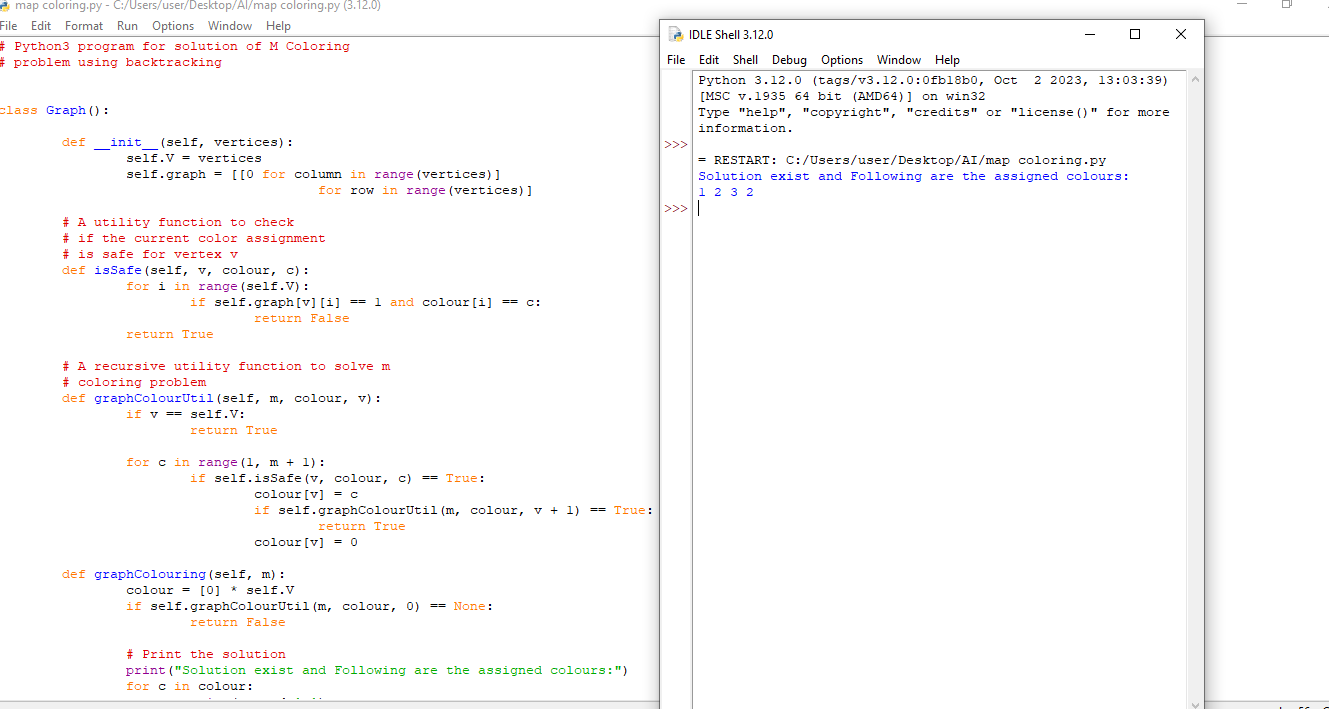 map coloring.py - C:/Users/user/Desktop/AI/map coloring.py (3.12.0)
File Edit Format Run Options Window Help
# Python3 program for solution of M Coloring
# problem using backtracking
class Graph():
def __init__(self, vertices):
self.V = vertices
self.graph = [[0 for column in range(vertices)]
for row in range(vertices)]
# A utility function to check
# if the current color assignment
# is safe for vertex v
def isSafe(self, v, colour, c):
for i in range(self.V):
if self.graph[v][i] == 1 and colour[i] == c:
return False
return True
# A recursive utility function to solve m
# coloring problem
def graphColourUtil(self, m, colour, v):
if v == self.V:
return True
for c in range(1, m + 1):
if self.isSafe(v, colour, c) == True:
colour[v] = c
if self.graphColourUtil(m, colour, v + 1) == True:
return True
colour[v] = 0
def graphColouring(self, m):
colour = [0] * self.V
if self.graphColourUtil(m, colour, 0) == None:
return False
# Print the solution
print("Solution exist and Following are the assigned colours:")
for c in colour:
IDLE Shell 3.12.0
File Edit Shell Debug Options Window Help
Python 3.12.0 (tags/v3.12.0:0fb18b0, Oct 2 2023, 13:03:39)
[MSC v.1935 64 bit (AMD64)] on win32
Type "help", "copyright", "credits" or "license()" for more
information.
>>>
= RESTART: C:/Users/user/Desktop/AI/map coloring.py
Solution exist and Following are the assigned colours:
1 2 3 2
>>>